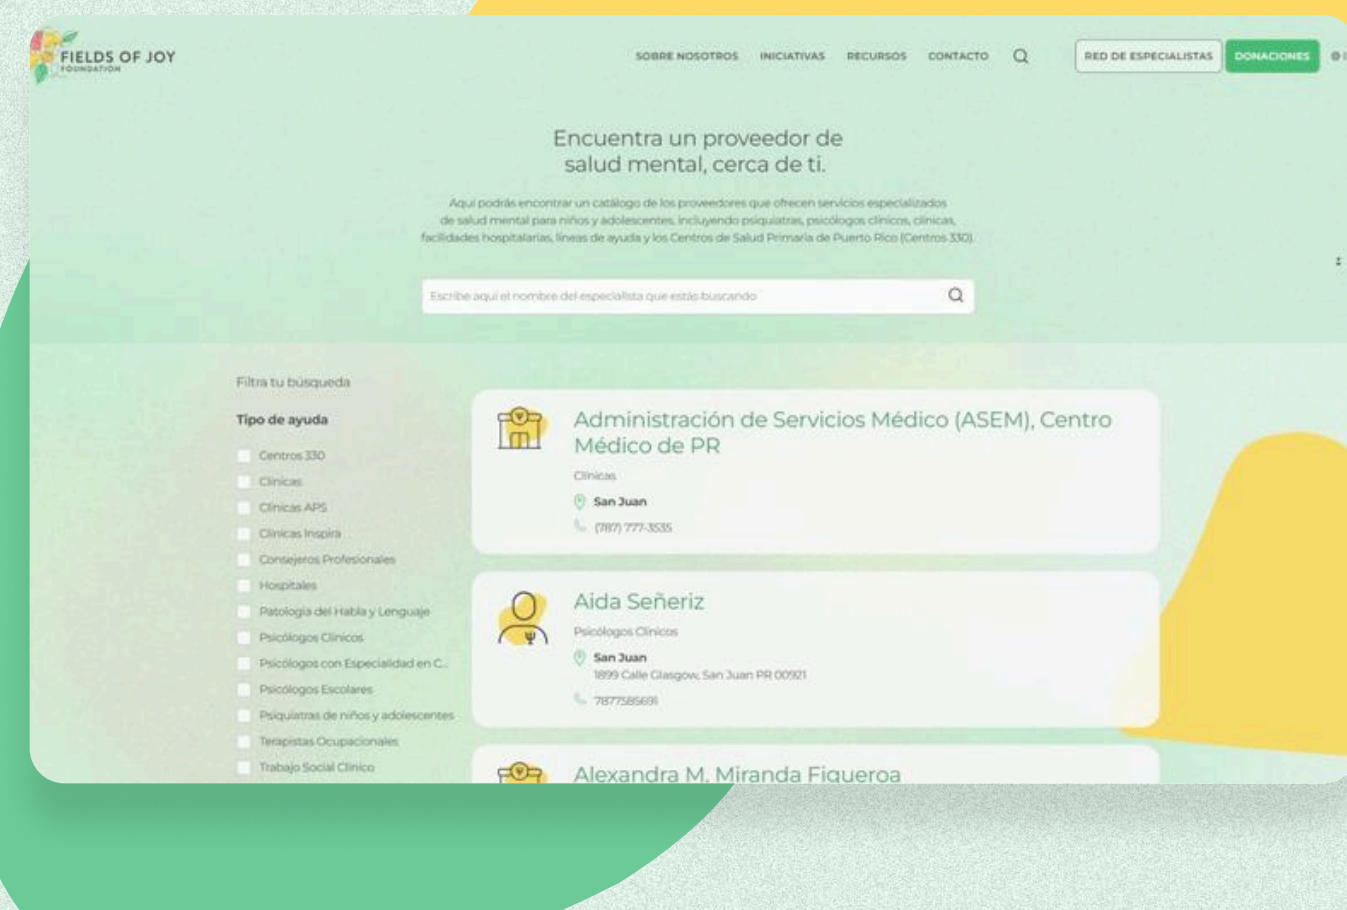 FIELDS OF JOY
FOUNDATION
SOBRE NOSOTROS INICIATIVAS RECURSOS CONTACTO
RED DE ESPECIALISTAS
DONACIONES
Encuentra un proveedor de
salud mental, cerca de ti.
Aquí podrás encontrar un catálogo de los proveedores que ofrecen servicios especializados
de salud mental para niños y adolescentes, incluyendo psiquiatras, psicólogos clínicos, clínicas,
facilidades hospitalarias, líneas de ayuda y los Centros de Salud Primaria de Puerto Rico (Centros 330).
Escribe aquí el nombre del especialista que estás buscando
Filtra tu búsqueda
Tipo de ayuda
Centros 330
Clínicas
Clínicas APS
Clínicas Inspira
Consejeros Profesionales
Hospitales
Patología del Habla y Lenguaje
Psicólogos Clínicos
Psicólogos con Especialidad en C...
Psicólogos Escolares
Psiquiatras de niños y adolescentes
Terapistas Ocupacionales
Trabajo Social Clínico
Administración de Servicios Médico (ASEM), Centro
Médico de PR
Clínicas
San Juan
(787) 777-3535
Aida Señeriz
Psicólogos Clínicos
San Juan
1899 Calle Glasgow, San Juan PR 00921
7877585691
Alexandra M. Miranda Figueroa